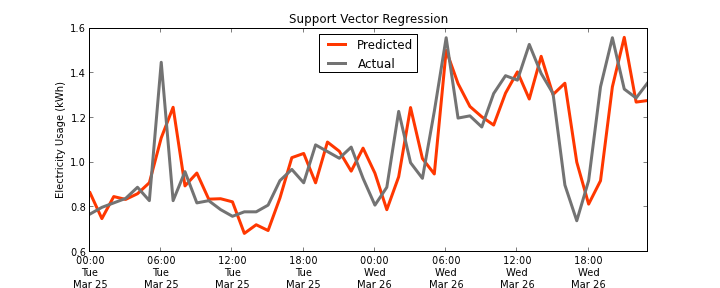 Support Vector Regression
Predicted
Actual
Electricity Usage (kWh)
1.6
1.4
1.2
1.0
0.8
0.6
00:00 06:00 12:00 18:00 00:00 06:00 12:00 18:00
Tue Tue Tue Tue Wed Wed Wed Wed
Mar 25 Mar 25 Mar 25 Mar 25 Mar 26 Mar 26 Mar 26 Mar 26